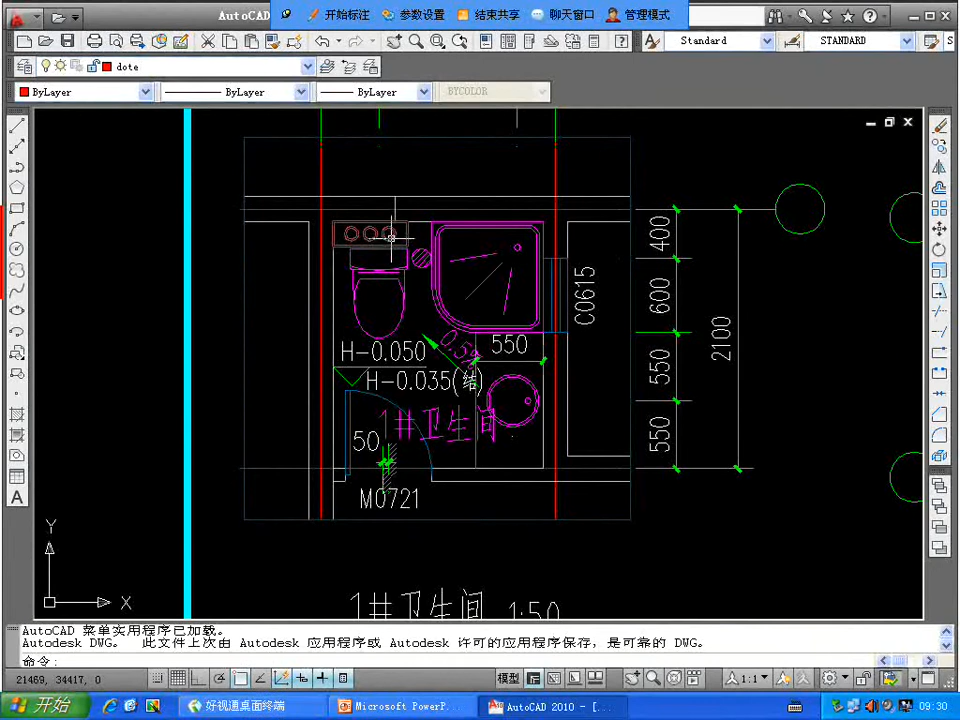 AutoCAD
开始标注
参数设置
结束共享
聊天窗口
管理模式
Standard
STANDARD
dote
ByLayer
ByLayer
ByLayer
BYCOLOR
400
600
550
550
2100
C0615
550
0.5%
H-0.050
H-0.035(结)
1#卫生间
50
M0721
Y
X
1#卫生间 1:50
AutoCAD 菜单实用程序已加载。
Autodesk DWG。 此文件上次由 Autodesk 应用程序或 Autodesk 许可的应用程序保存，是可靠的 DWG。
命令:
21469, 34417, 0
模型
1:1
开始
好视通桌面终端
Microsoft PowerP...
AutoCAD 2010 - [...
09:30